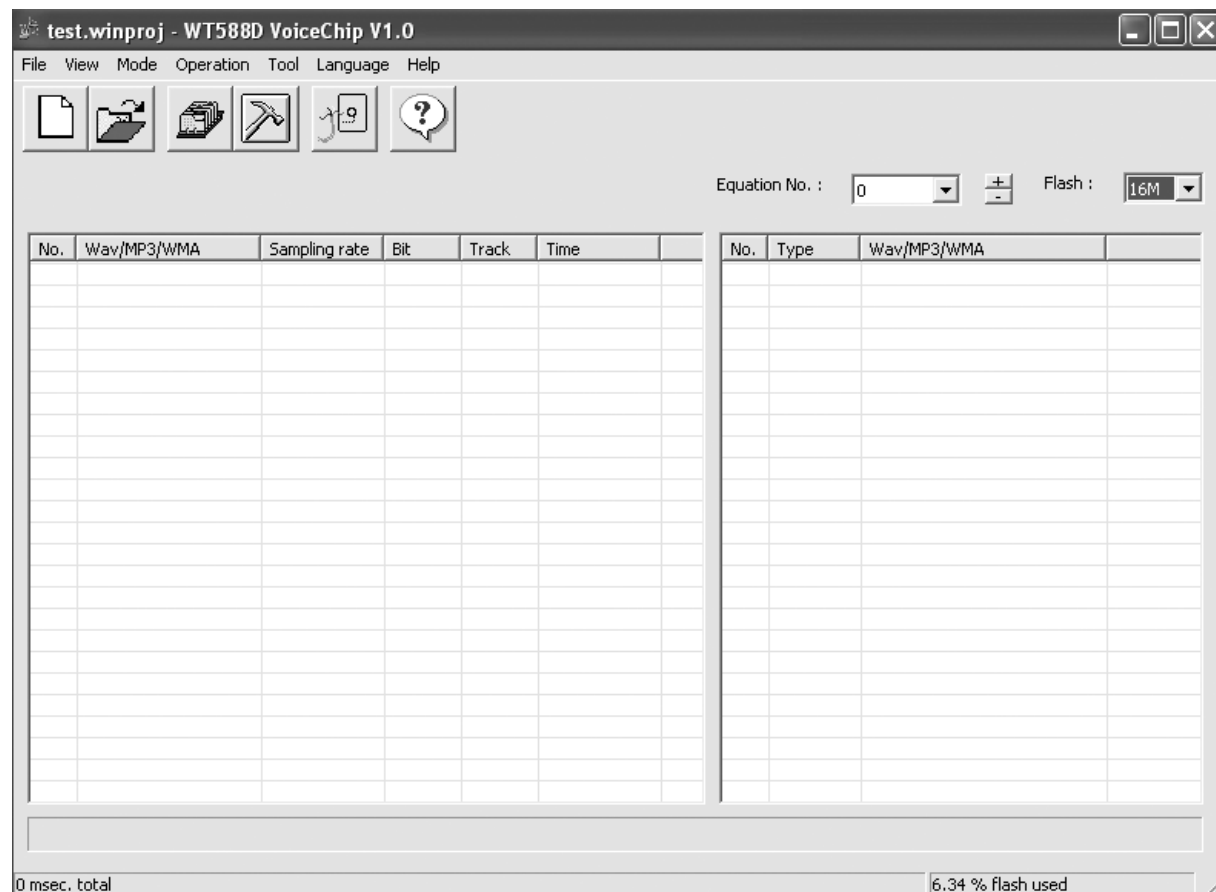 test.winproj - WT588D VoiceChip V1.0
File View Mode Operation Tool Language Help
Equation No. : 0 + - Flash : 16M
No. Wav/MP3/WMA Sampling rate Bit Track Time No. Type Wav/MP3/WMA
0 msec. total 6.34 % flash used